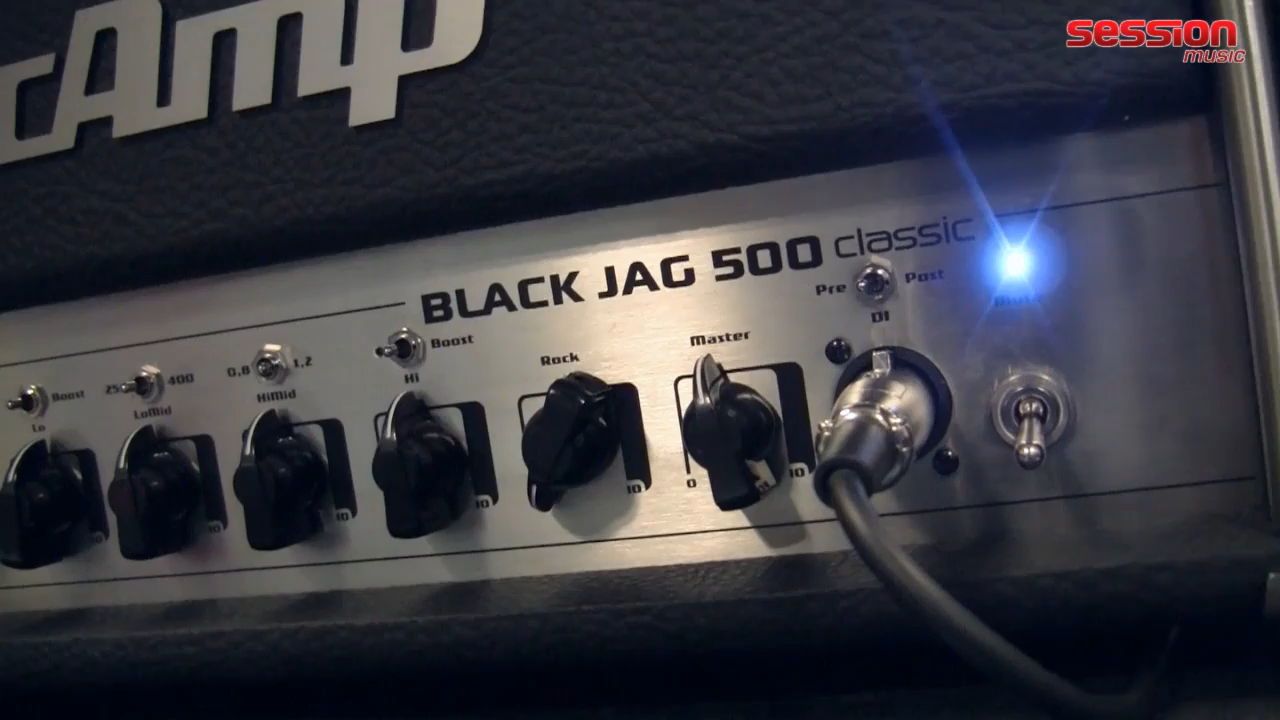 session
music
rAmp
BLACK JAG 500 classic
Pre
Post
DI
Boost
Lo
25
400
LoMid
0,8
1,2
HiMid
Boost
Hi
Rock
Master
10
10
10
10
0
10